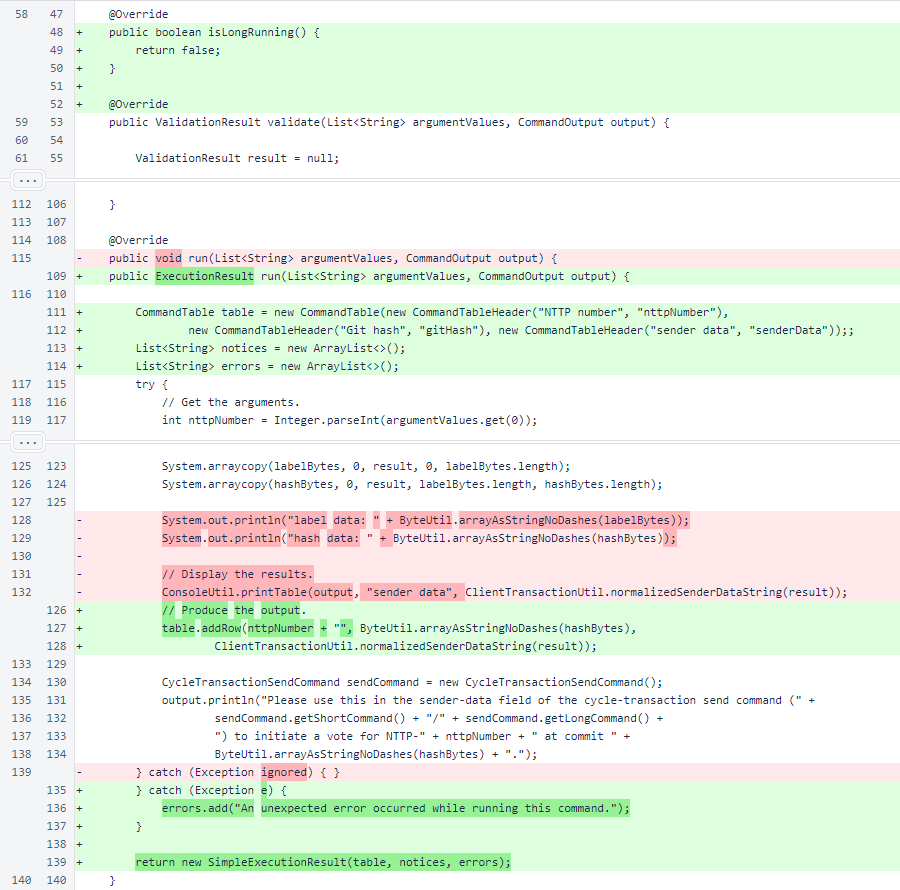 58 47 @Override
48 + public boolean isLongRunning() {
49 + return false;
50 + }
51 +
52 + @Override
59 53 public ValidationResult validate(List<String> argumentValues, CommandOutput output) {
60 54
61 55 ValidationResult result = null;
...
112 106 }
113 107
114 108 @Override
115 - public void run(List<String> argumentValues, CommandOutput output) {
109 + public ExecutionResult run(List<String> argumentValues, CommandOutput output) {
116 110
111 + CommandTable table = new CommandTable(new CommandTableHeader("NTTP number", "nttpNumber"),
112 + new CommandTableHeader("Git hash", "gitHash"), new CommandTableHeader("sender data", "senderData"));;
113 + List<String> notices = new ArrayList<>();
114 + List<String> errors = new ArrayList<>();
117 115 try {
118 116 // Get the arguments.
119 117 int nttpNumber = Integer.parseInt(argumentValues.get(0));
...
125 123 System.arraycopy(labelBytes, 0, result, 0, labelBytes.length);
126 124 System.arraycopy(hashBytes, 0, result, labelBytes.length, hashBytes.length);
127 125
128 - System.out.println("label data: " + ByteUtil.arrayAsStringNoDashes(labelBytes));
129 - System.out.println("hash data: " + ByteUtil.arrayAsStringNoDashes(hashBytes));
130 -
131 - // Display the results.
132 - ConsoleUtil.printTable(output, "sender data", ClientTransactionUtil.normalizedSenderDataString(result));
126 + // Produce the output.
127 + table.addRow(nttpNumber + "", ByteUtil.arrayAsStringNoDashes(hashBytes),
128 + ClientTransactionUtil.normalizedSenderDataString(result));
133 129
134 130 CycleTransactionSendCommand sendCommand = new CycleTransactionSendCommand();
135 131 output.println("Please use this in the sender-data field of the cycle-transaction send command (" +
136 132 sendCommand.getShortCommand() + "/" + sendCommand.getLongCommand() +
137 133 ") to initiate a vote for NTTP-" + nttpNumber + " at commit " +
138 134 ByteUtil.arrayAsStringNoDashes(hashBytes) + ".");
139 - } catch (Exception ignored) { }
135 + } catch (Exception e) {
136 + errors.add("An unexpected error occurred while running this command.");
137 + }
138 +
139 + return new SimpleExecutionResult(table, notices, errors);
140 140 }